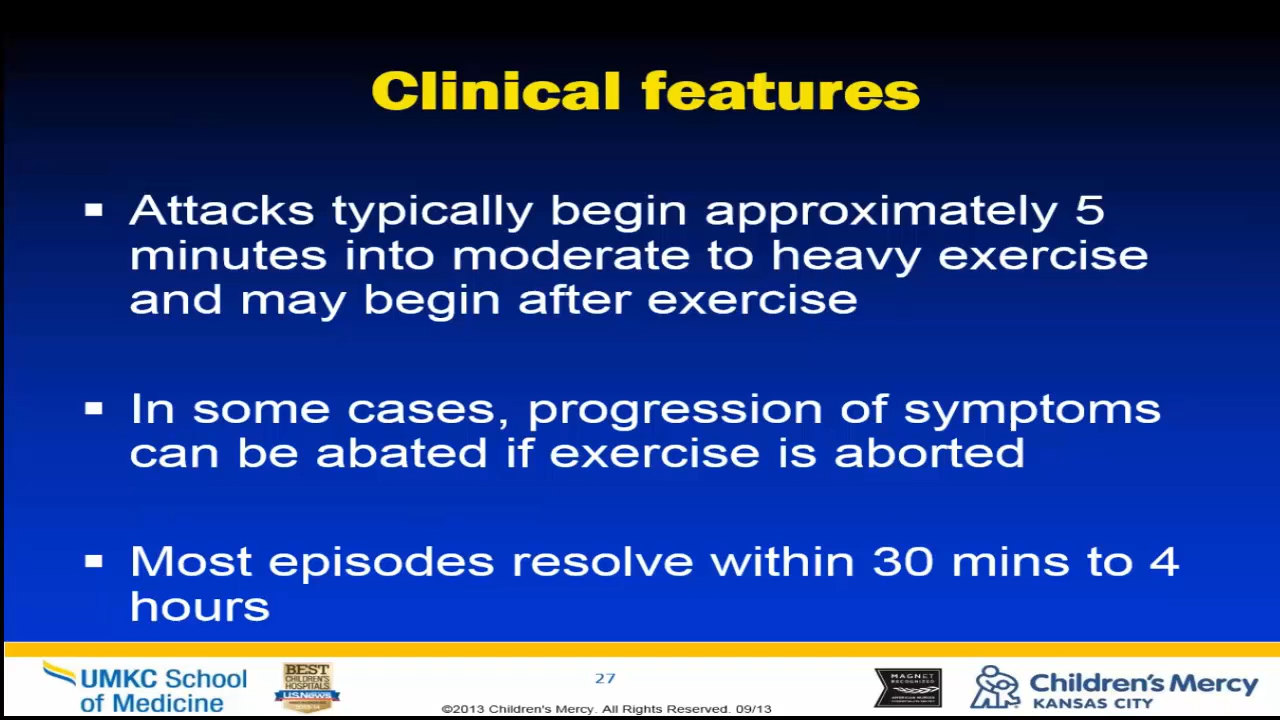 Clinical features
▪ Attacks typically begin approximately 5
minutes into moderate to heavy exercise
and may begin after exercise
▪ In some cases, progression of symptoms
can be abated if exercise is aborted
▪ Most episodes resolve within 30 mins to 4
hours
UMKC School
of Medicine
BEST
CHILDREN'S
HOSPITALS
U.S.News
27
©2013 Children's Mercy. All Rights Reserved. 09/13
MAGNET
RECOGNIZED
Children's Mercy
KANSAS CITY